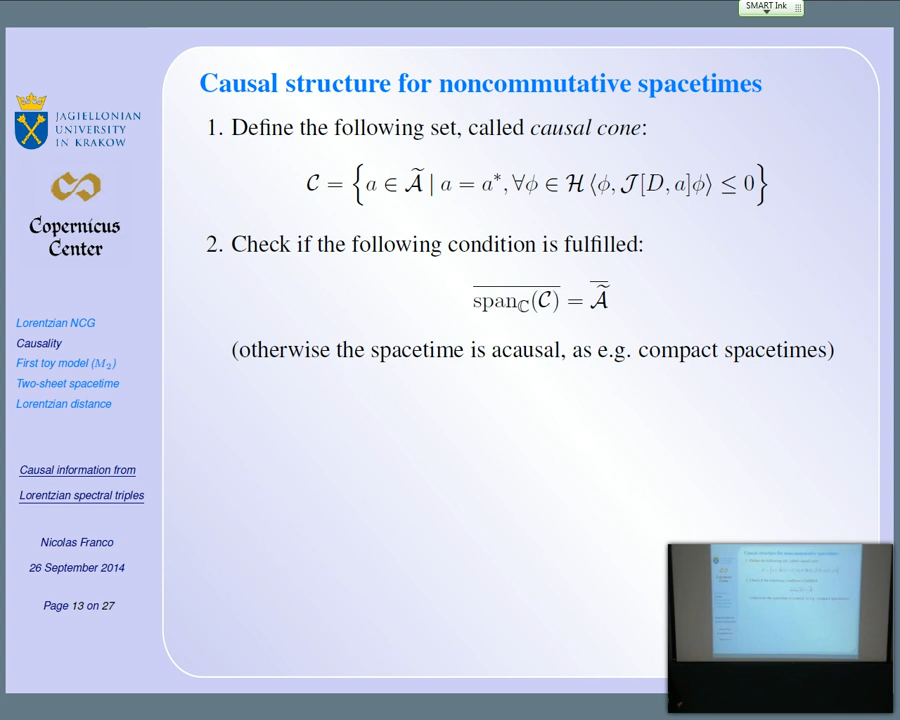 SMART Ink
Causal structure for noncommutative spacetimes
1. Define the following set, called causal cone:
𝒞 = { a ∈ 𝒜̃ | a = a*, ∀ϕ ∈ ℋ ⟨ϕ, 𝒥[D, a]ϕ⟩ ≤ 0 }
2. Check if the following condition is fulfilled:
\overline{span_ℂ(𝒞)} = \overline{𝒜̃}
(otherwise the spacetime is acausal, as e.g. compact spacetimes)
JAGIELLONIAN
UNIVERSITY
IN KRAKOW
Copernicus
Center
Lorentzian NCG
Causality
First toy model (M₂)
Two-sheet spacetime
Lorentzian distance
Causal information from
Lorentzian spectral triples
Nicolas Franco
26 September 2014
Page 13 on 27